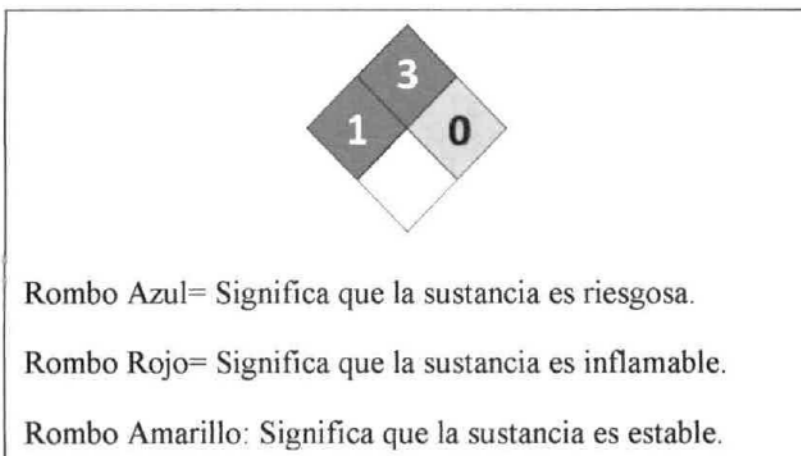 3
1 0
Rombo Azul= Significa que la sustancia es riesgosa.
Rombo Rojo= Significa que la sustancia es inflamable.
Rombo Amarillo: Significa que la sustancia es estable.